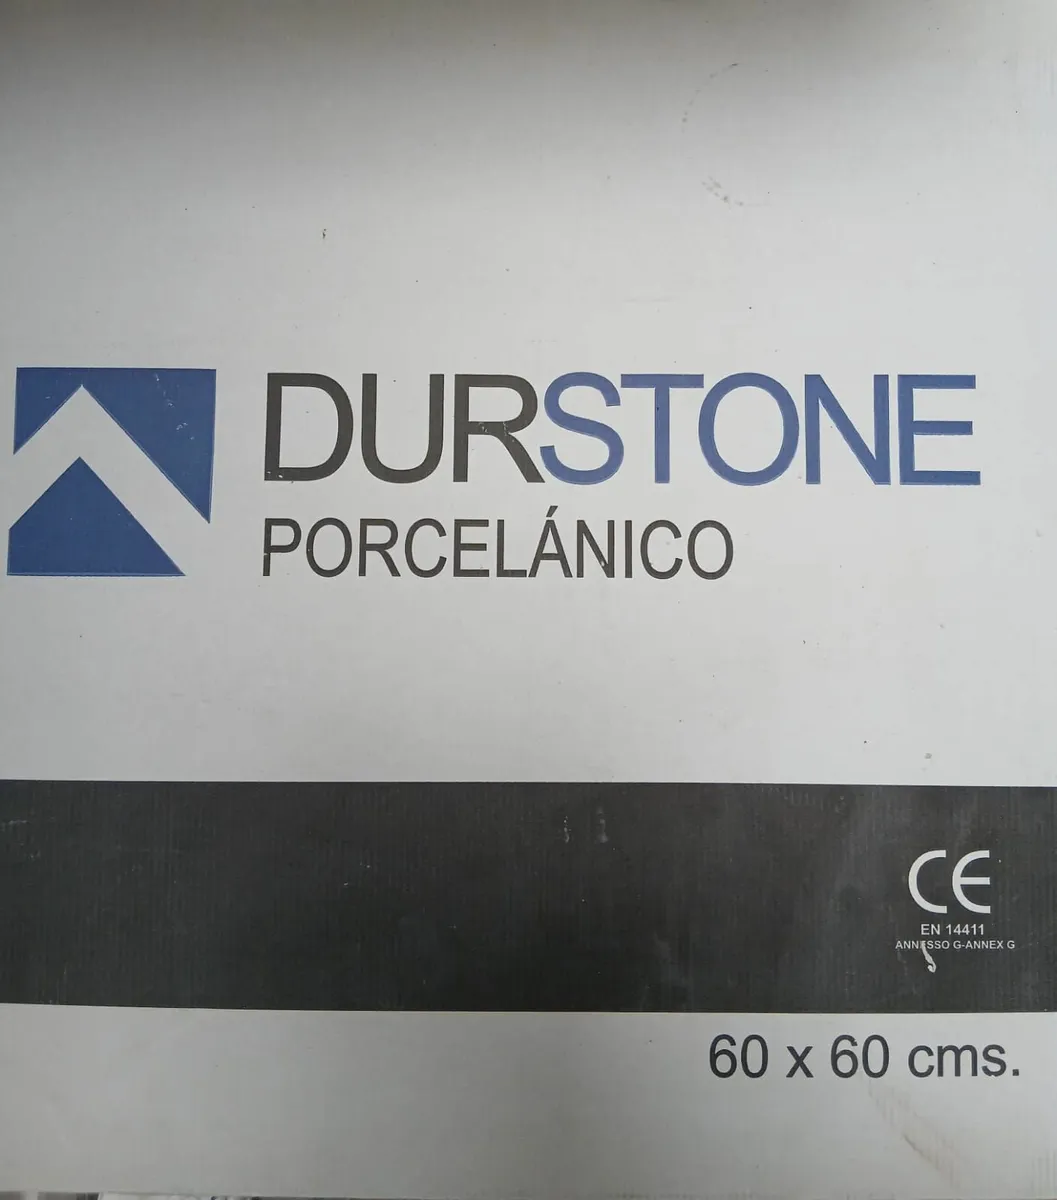 DURSTONE
PORCELÁNICO
CE
EN 14411
ANNESSO G-ANNEX G
60 x 60 cms.